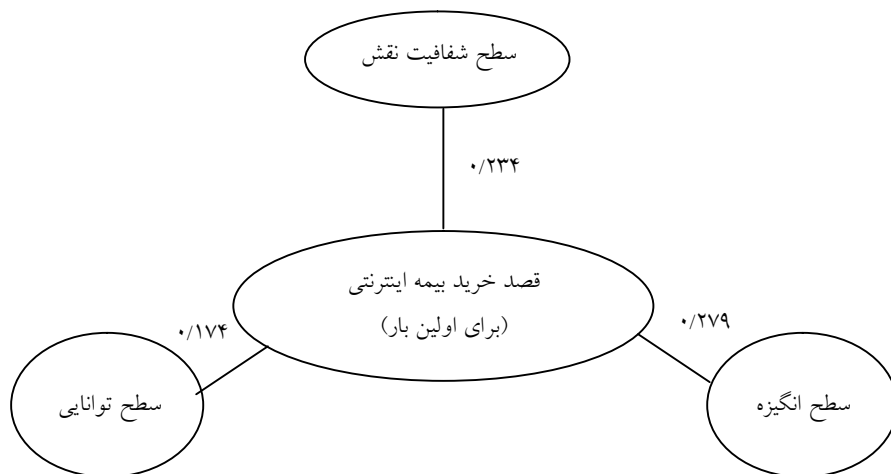 سطح شفافیت نقش
۰/۲۳۴
قصد خرید بیمه اینترنتی
(برای اولین بار)
۰/۲۷۹
۰/۱۷۴
سطح انگیزه
سطح توانایی